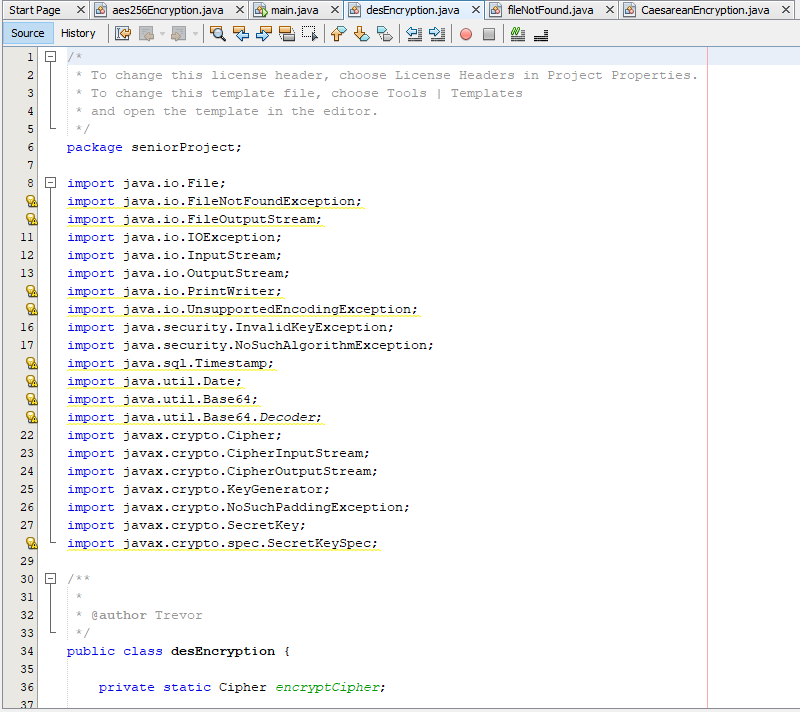 Start Page aes256Encryption.java main.java desEncryption.java fileNotFound.java CaesareanEncryption.java
Source History
1 /*
2 * To change this license header, choose License Headers in Project Properties.
3 * To change this template file, choose Tools | Templates
4 * and open the template in the editor.
5 */
6 package seniorProject;
7
8 import java.io.File;
import java.io.FileNotFoundException;
import java.io.FileOutputStream;
11 import java.io.IOException;
12 import java.io.InputStream;
13 import java.io.OutputStream;
import java.io.PrintWriter;
import java.io.UnsupportedEncodingException;
16 import java.security.InvalidKeyException;
17 import java.security.NoSuchAlgorithmException;
import java.sql.Timestamp;
import java.util.Date;
import java.util.Base64;
import java.util.Base64.Decoder;
22 import javax.crypto.Cipher;
23 import javax.crypto.CipherInputStream;
24 import javax.crypto.CipherOutputStream;
25 import javax.crypto.KeyGenerator;
26 import javax.crypto.NoSuchPaddingException;
27 import javax.crypto.SecretKey;
import javax.crypto.spec.SecretKeySpec;
29
30 /**
31 *
32 * @author Trevor
33 */
34 public class desEncryption {
35
36 private static Cipher encryptCipher;
37